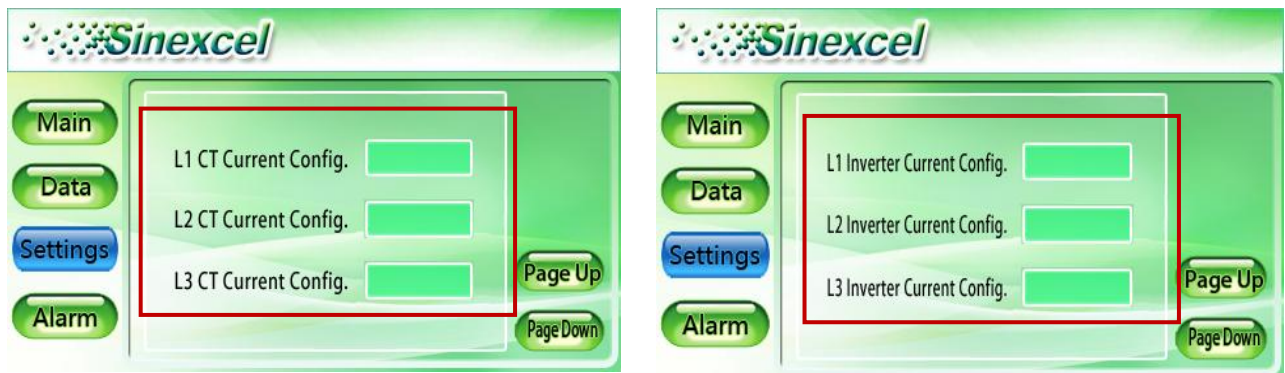 Sinexcel
Main
Data
Settings
Alarm
L1 CT Current Config.
L2 CT Current Config.
L3 CT Current Config.
Page Up
Page Down
Sinexcel
Main
Data
Settings
Alarm
L1 Inverter Current Config.
L2 Inverter Current Config.
L3 Inverter Current Config.
Page Up
Page Down